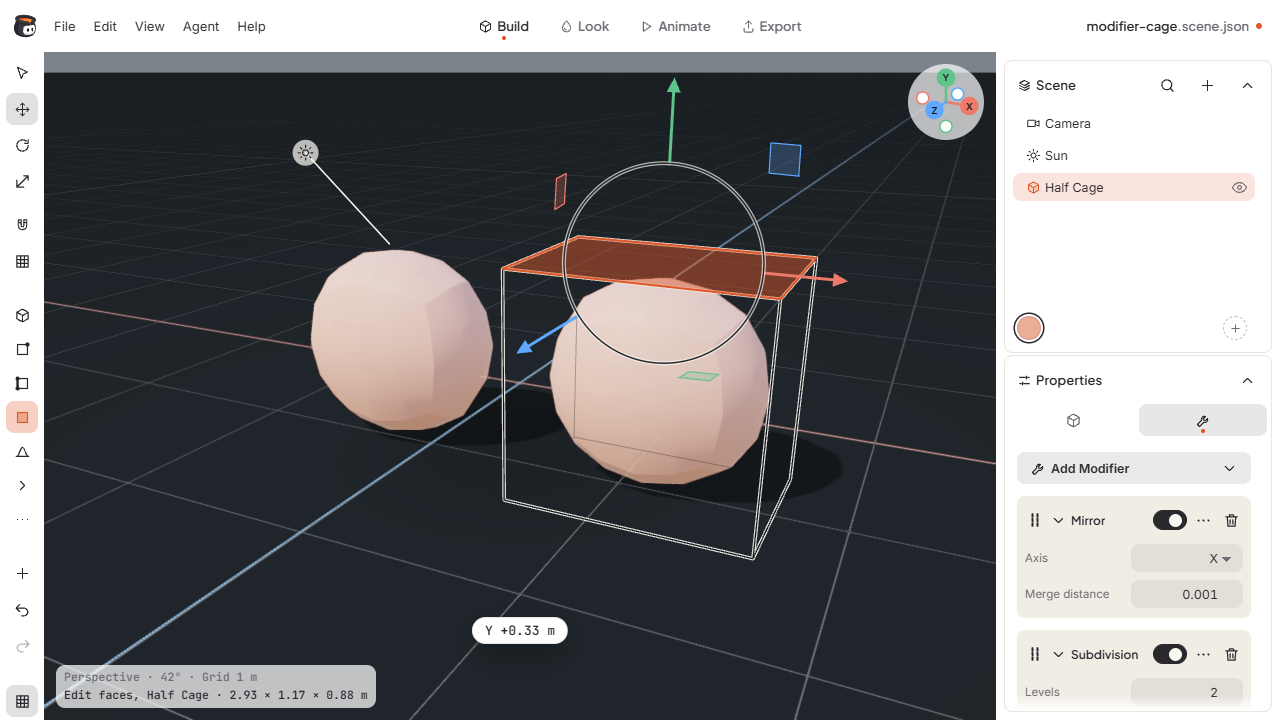 File Edit View Agent Help
Build Look Animate Export
modifier-cage.scene.json
Y
X
Z
Scene
Camera
Sun
Half Cage
Properties
Add Modifier
Mirror
Axis X
Merge distance 0.001
Subdivision
Levels 2
Y +0.33 m
Perspective · 42° · Grid 1 m
Edit faces, Half Cage · 2.93 × 1.17 × 0.88 m